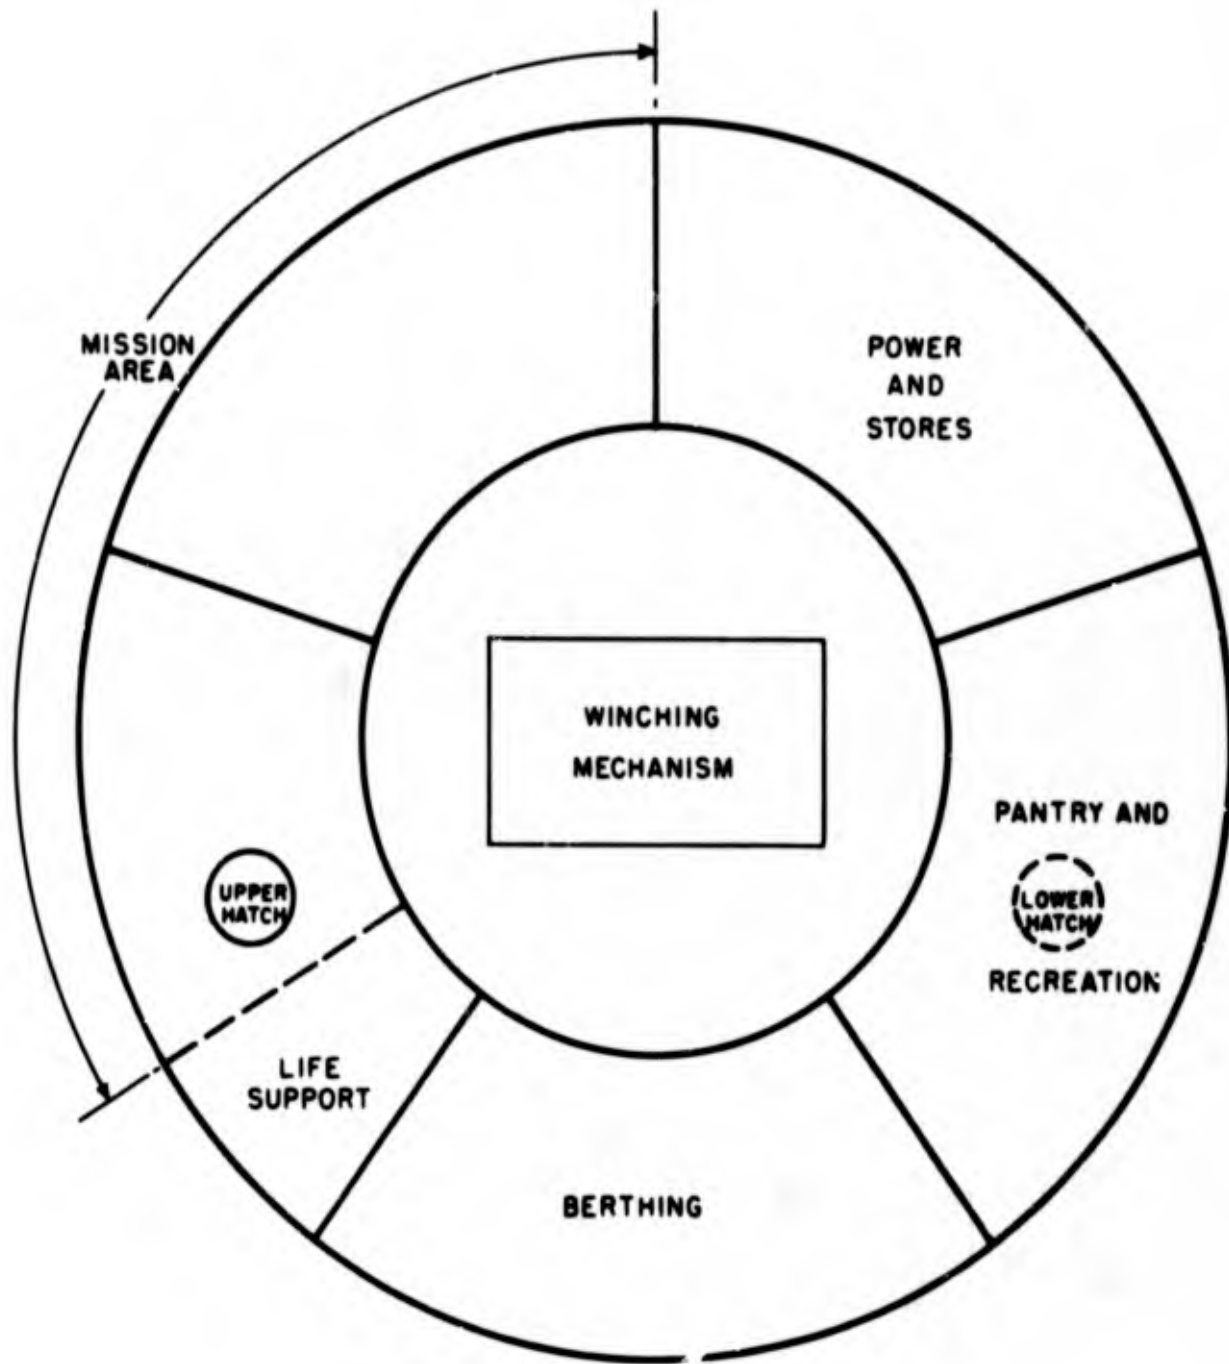 MISSION
AREA
POWER
AND
STORES
WINCHING
MECHANISM
PANTRY AND
UPPER
HATCH
LOWER
HATCH
RECREATION
LIFE
SUPPORT
BERTHING